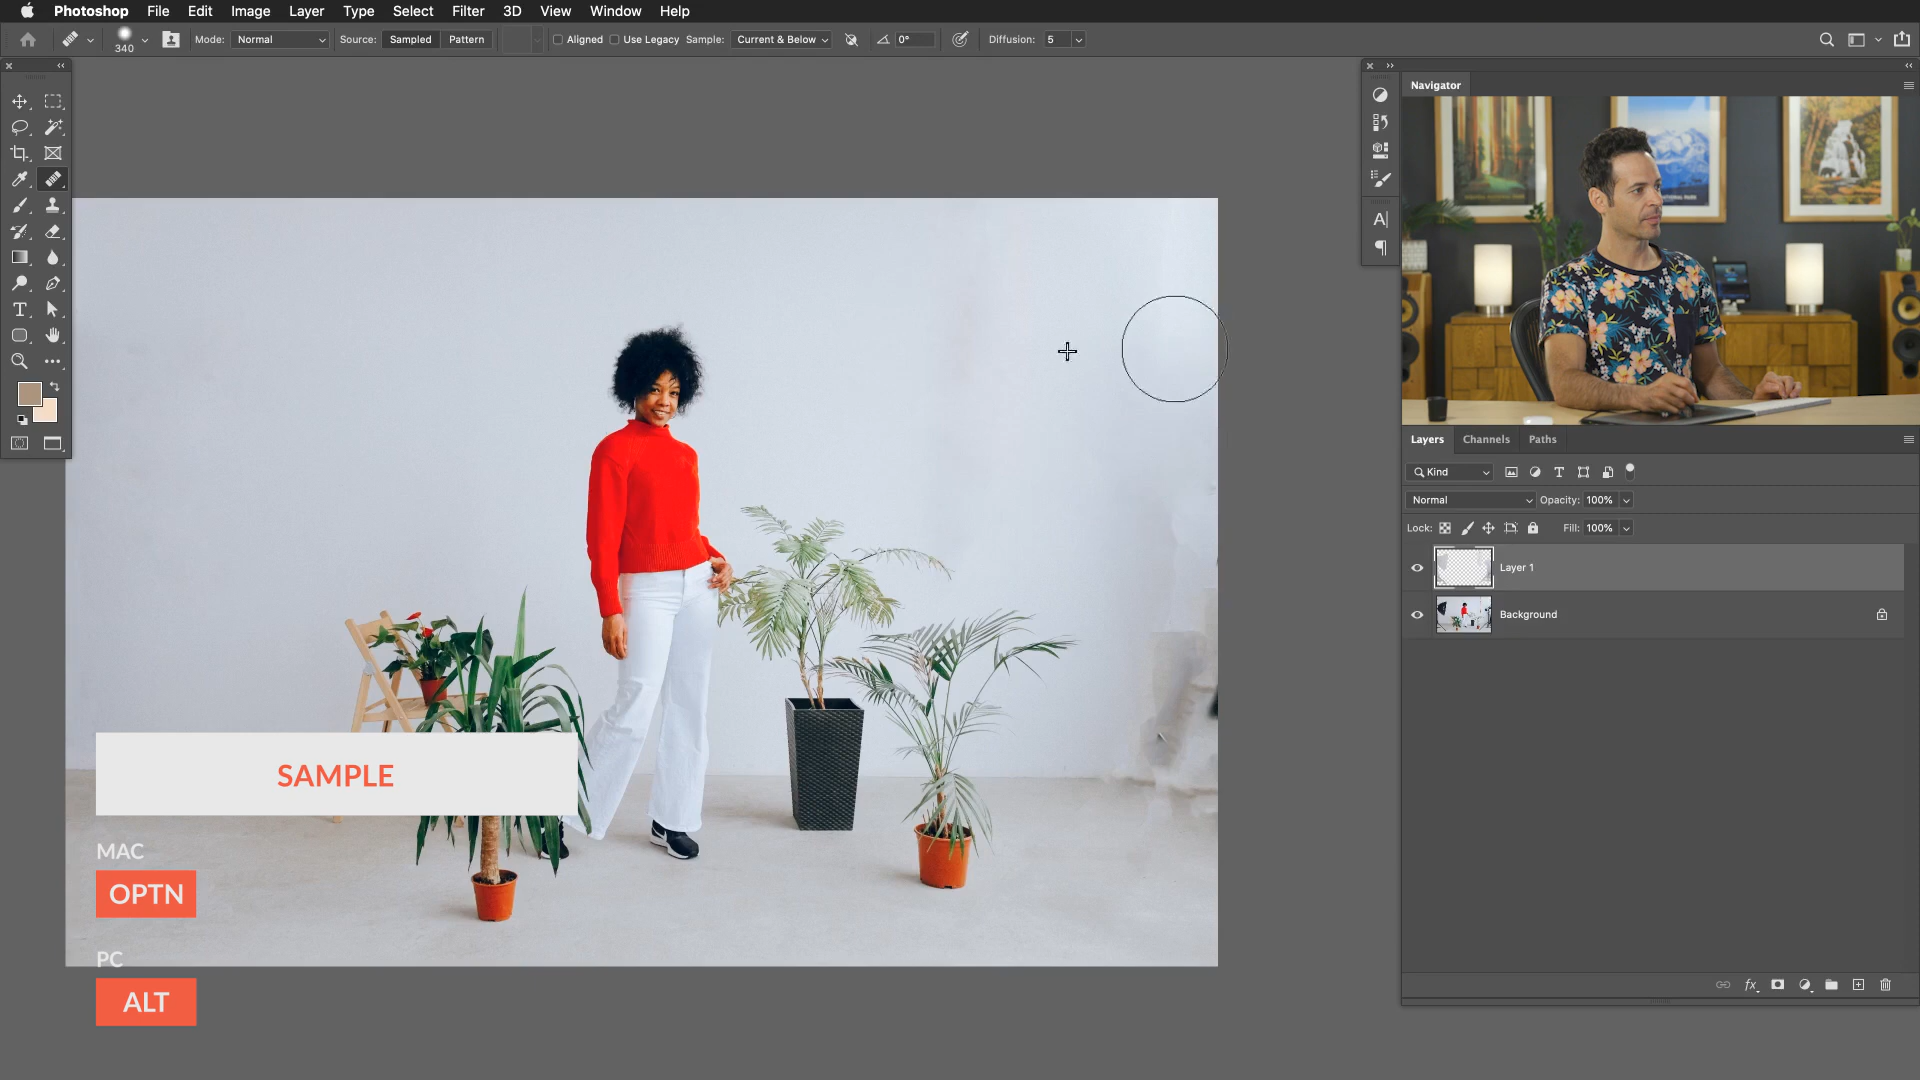 Photoshop File Edit Image Layer Type Select Filter 3D View Window Help
340 Mode: Normal Source: Sampled Pattern Aligned Use Legacy Sample: Current & Below 0° Diffusion: 5
Navigator
Layers Channels Paths
Kind
Normal Opacity: 100%
Lock: Fill: 100%
Layer 1
Background
SAMPLE
MAC
OPTN
PC
ALT